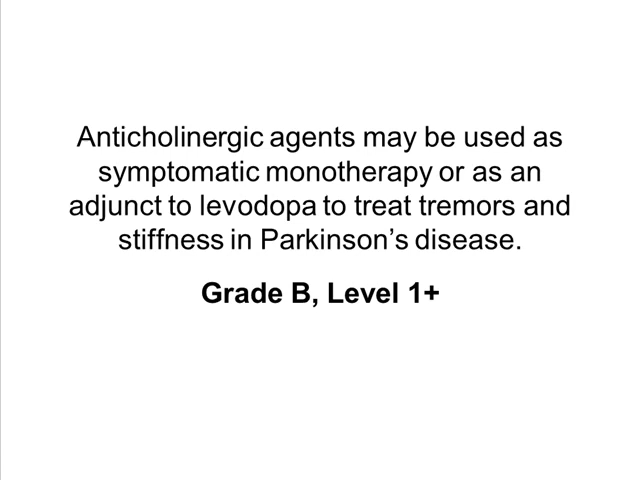 Anticholinergic agents may be used as
symptomatic monotherapy or as an
adjunct to levodopa to treat tremors and
stiffness in Parkinson’s disease.
Grade B, Level 1+